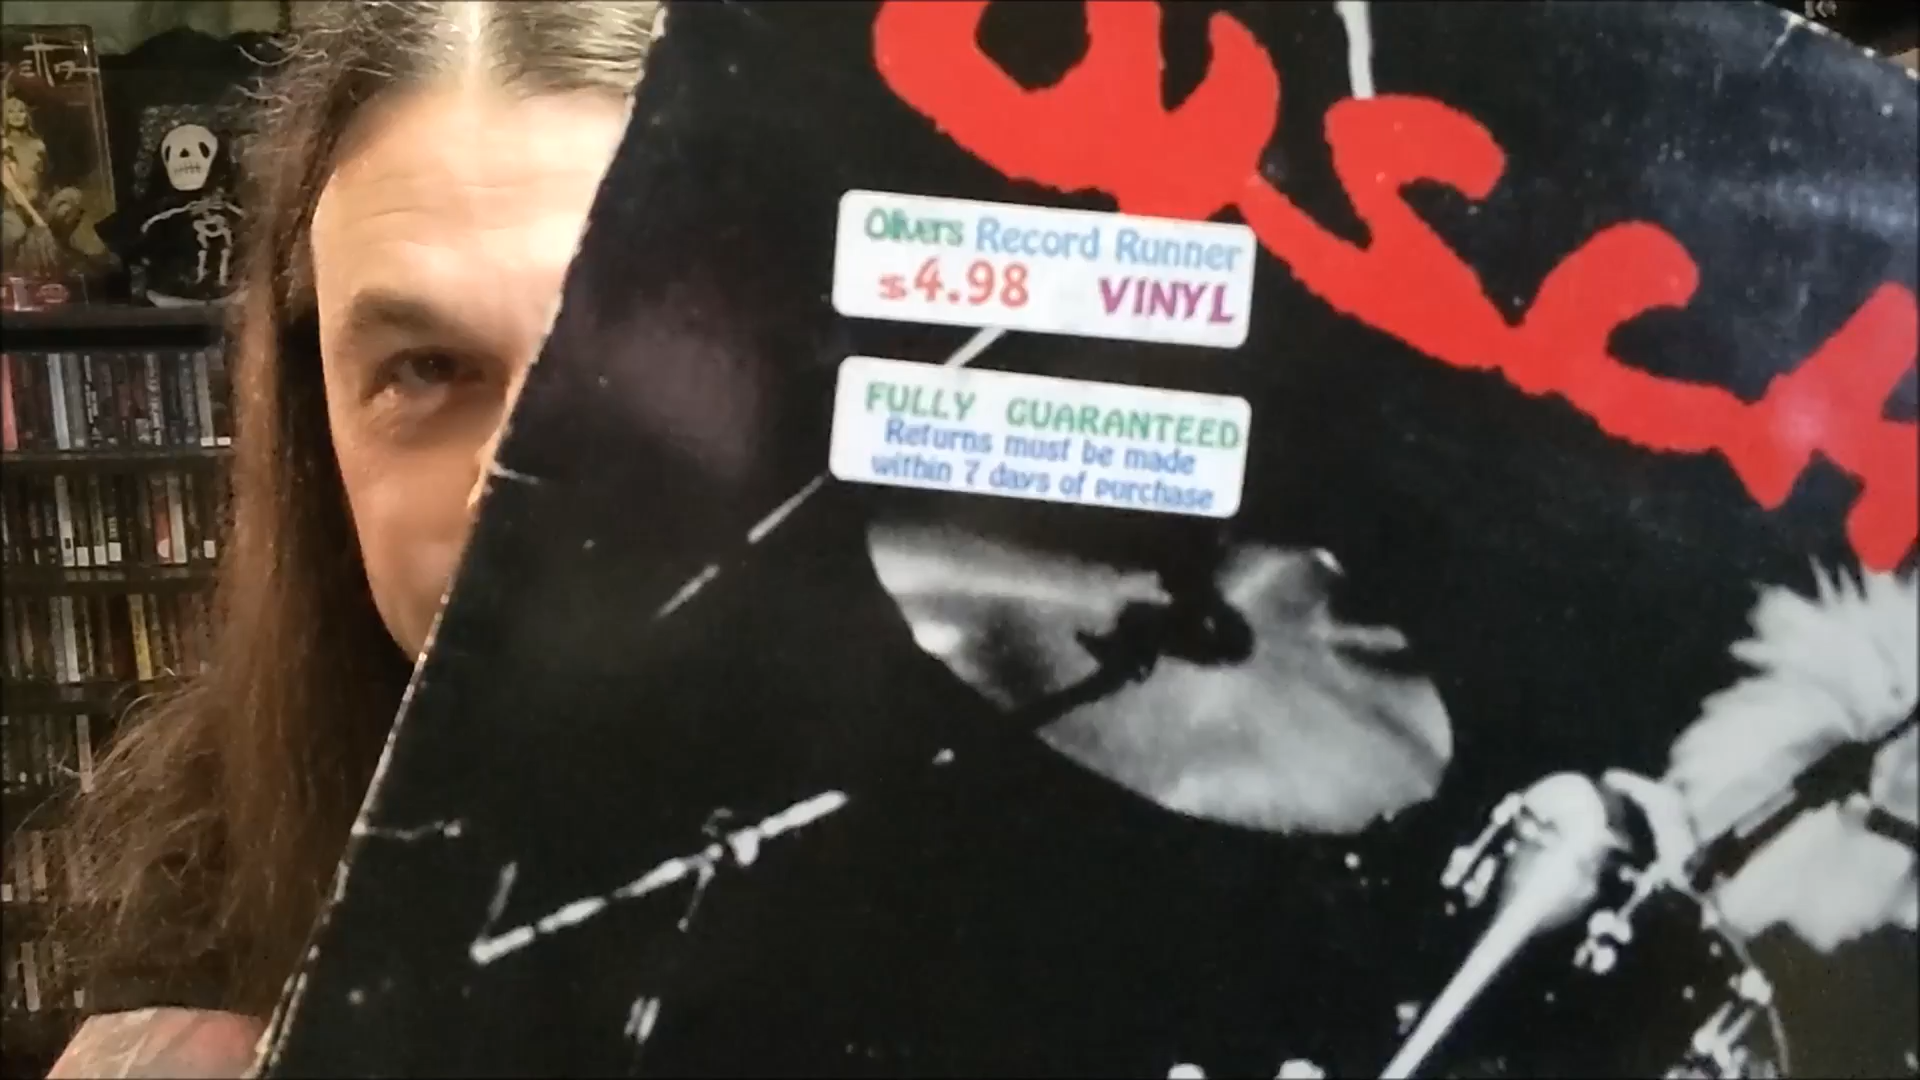 Olivers Record Runner
$4.98 VINYL
FULLY GUARANTEED
Returns must be made
within 7 days of purchase